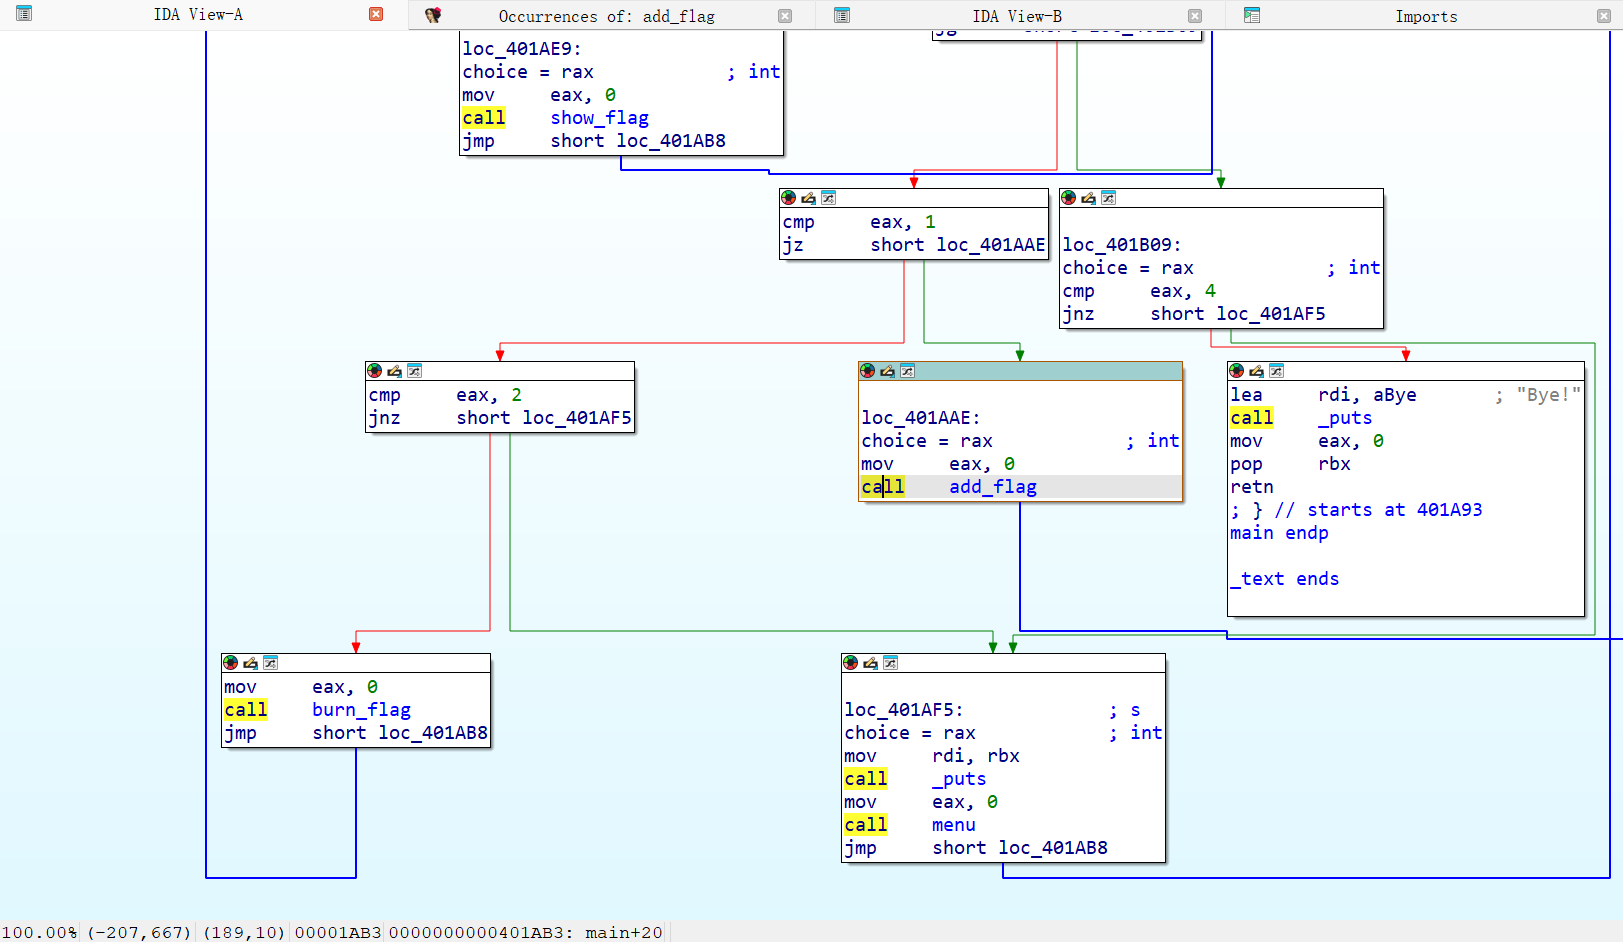 IDA View-A
Occurrences of: add_flag
IDA View-B
Imports
loc_401AE9:
choice = rax ; int
mov eax, 0
call show_flag
jmp short loc_401AB8
cmp eax, 1
jz short loc_401AAE
loc_401B09:
choice = rax ; int
cmp eax, 4
jnz short loc_401AF5
cmp eax, 2
jnz short loc_401AF5
loc_401AAE:
choice = rax ; int
mov eax, 0
call add_flag
lea rdi, aBye ; "Bye!"
call _puts
mov eax, 0
pop rbx
retn
; } // starts at 401A93
main endp
_text ends
mov eax, 0
call burn_flag
jmp short loc_401AB8
loc_401AF5: ; s
choice = rax ; int
mov rdi, rbx
call _puts
mov eax, 0
call menu
jmp short loc_401AB8
100.00% (-207,667) (189,10) 00001AB3 0000000000401AB3: main+20